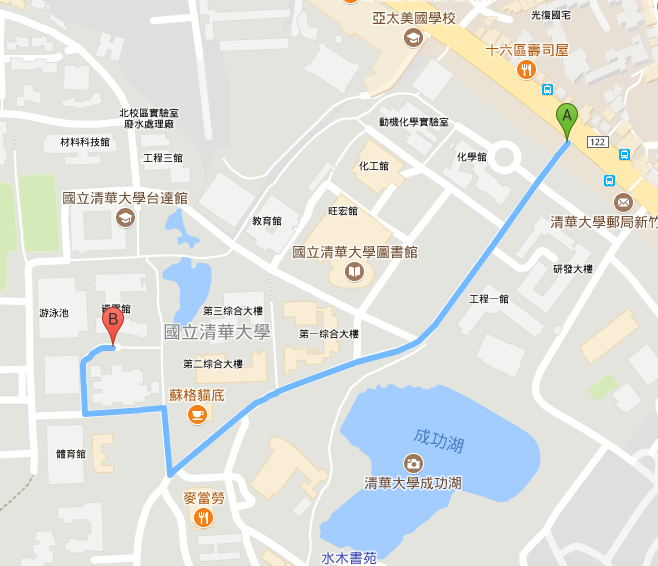 光復國宅
亞太美國學校
十六區壽司屋
A
北校區實驗室
廢水處理廠
動機化學實驗室
122
材料科技館
工程三館
化學館
化工館
國立清華大學台達館
教育館
旺宏館
清華大學郵局新竹
國立清華大學圖書館
研發大樓
游泳池
資電館
B
第三綜合大樓
工程一館
國立清華大學
第一綜合大樓
第二綜合大樓
蘇格貓底
成功湖
體育館
清華大學成功湖
麥當勞
水木書苑